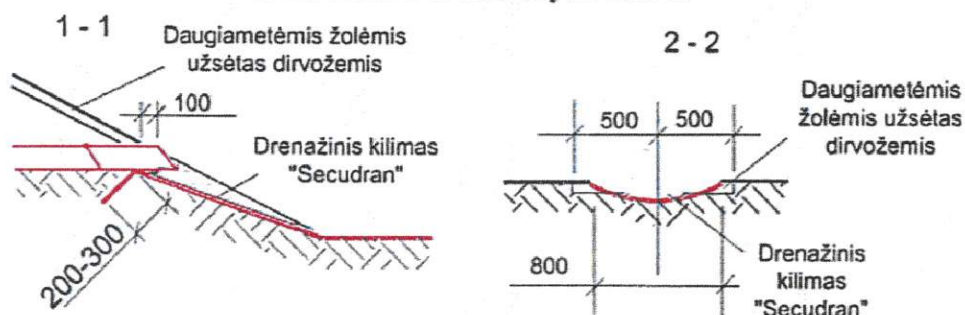 1 - 1
Daugiametėmis žolėmis
užsėtas dirvožemis
100
Drenažinis kilimas
"Secudran"
200-300
2 - 2
500
500
Daugiametėmis
žolėmis užsėtas
dirvožemis
800
Drenažinis
kilimas
"Secudran"